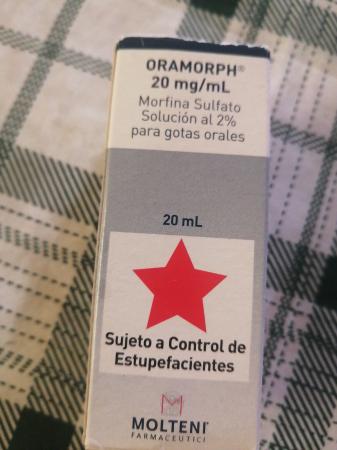 ORAMORPH®
20 mg/mL
Morfina Sulfato
Solución al 2%
para gotas orales
20 mL
Sujeto a Control de
Estupefacientes
MOLTENI
FARMACEUTICI